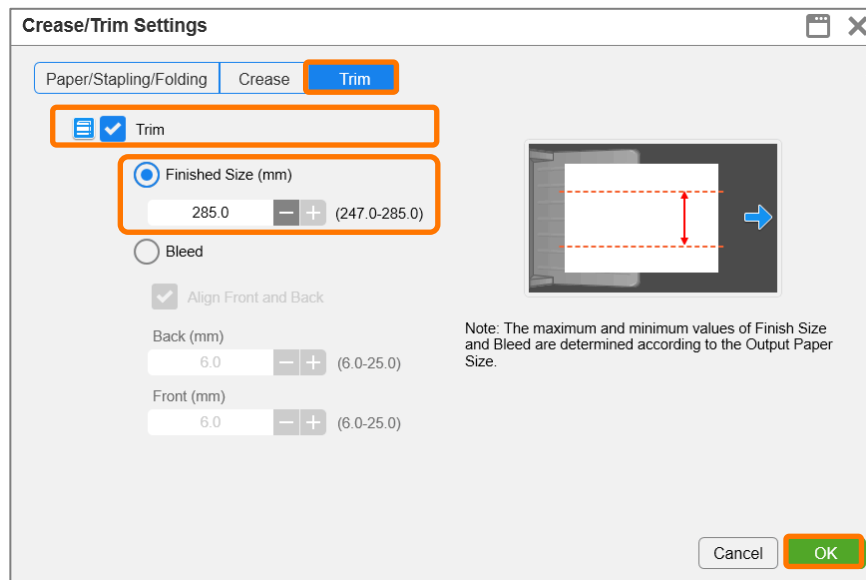 Crease/Trim Settings
Paper/Stapling/Folding Crease Trim
Trim
Finished Size (mm)
285.0 (247.0-285.0)
Bleed
Align Front and Back
Back (mm)
6.0 (6.0-25.0)
Front (mm)
6.0 (6.0-25.0)
Note: The maximum and minimum values of Finish Size
and Bleed are determined according to the Output Paper
Size.
Cancel OK